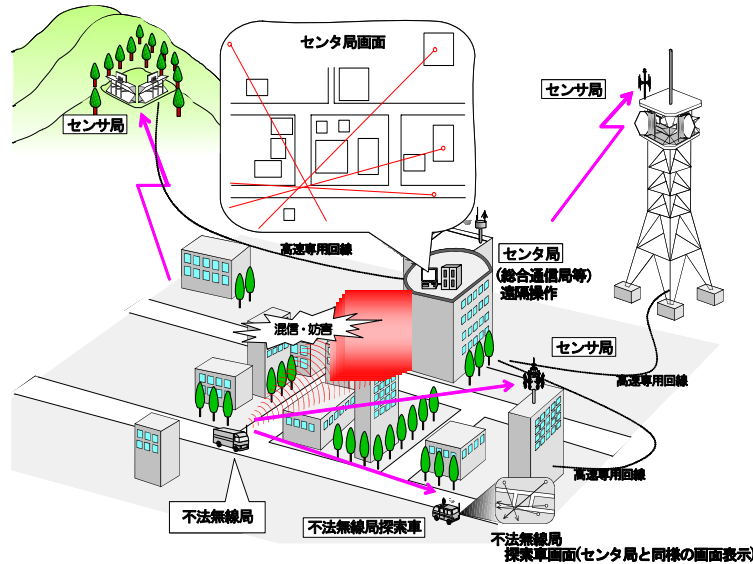 センタ局画面
センサ局
センサ局
高速専用回線
センタ局
(総合通信局等)
遠隔操作
混信・妨害
センサ局
高速専用回線
高速専用回線
不法無線局
不法無線局探索車
不法無線局
探索車画面(センタ局と同様の画面表示)